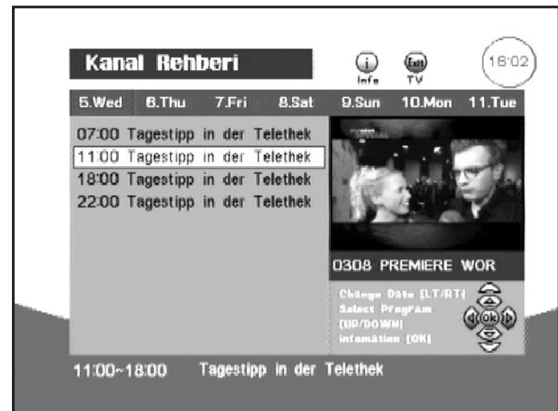 Kanal Rehberi
Info
Exit
TV
16:02
5.Wed 6.Thu 7.Fri 8.Sat 9.Sun 10.Mon 11.Tue
07:00 Tagestipp in der Telethek
11:00 Tagestipp in der Telethek
18:00 Tagestipp in der Telethek
22:00 Tagestipp in der Telethek
0308 PREMIERE WOR
Change Date [LT/RT]
Select Program
[UP/DOWN]
Infomation [OK]
Ok
11:00~18:00 Tagestipp in der Telethek